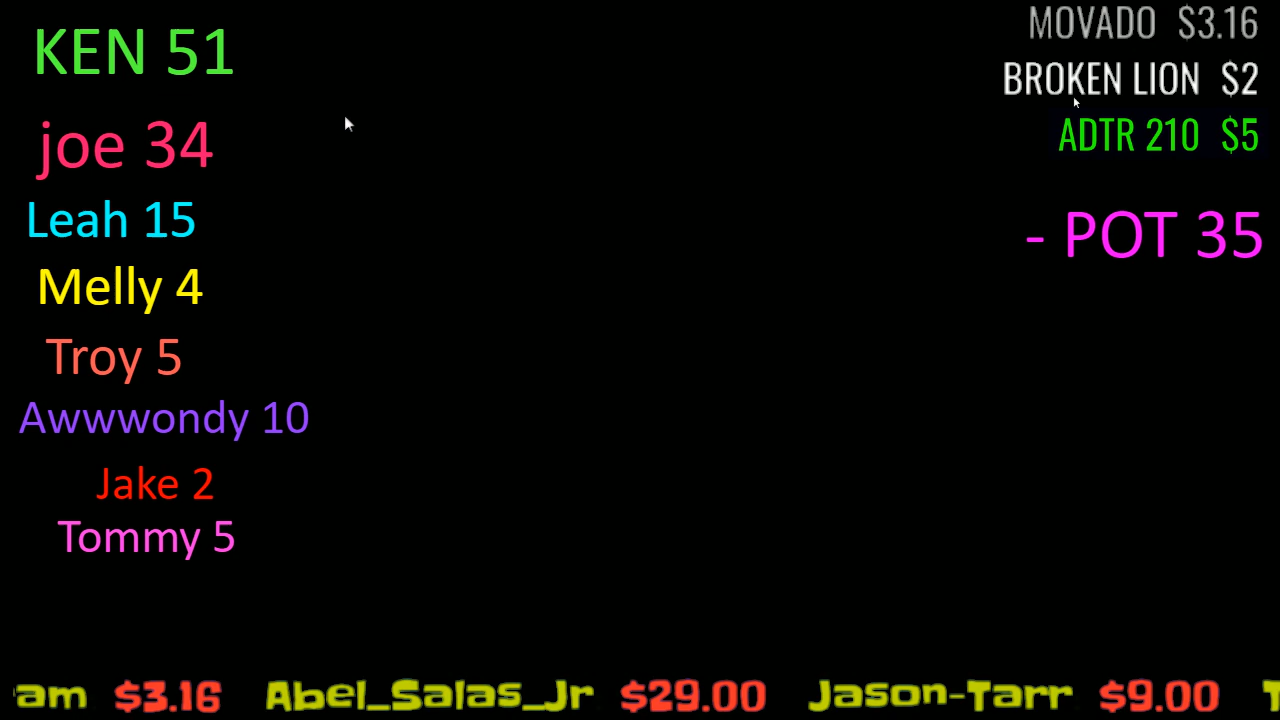 KEN 51
joe 34
Leah 15
Melly 4
Troy 5
Awwwondy 10
Jake 2
Tommy 5
MOVADO $3.16
BROKEN LION $2
ADTR 210 $5
- POT 35
am $3.16 Abel_Salas_Jr $29.00 Jason-Tarr $9.00